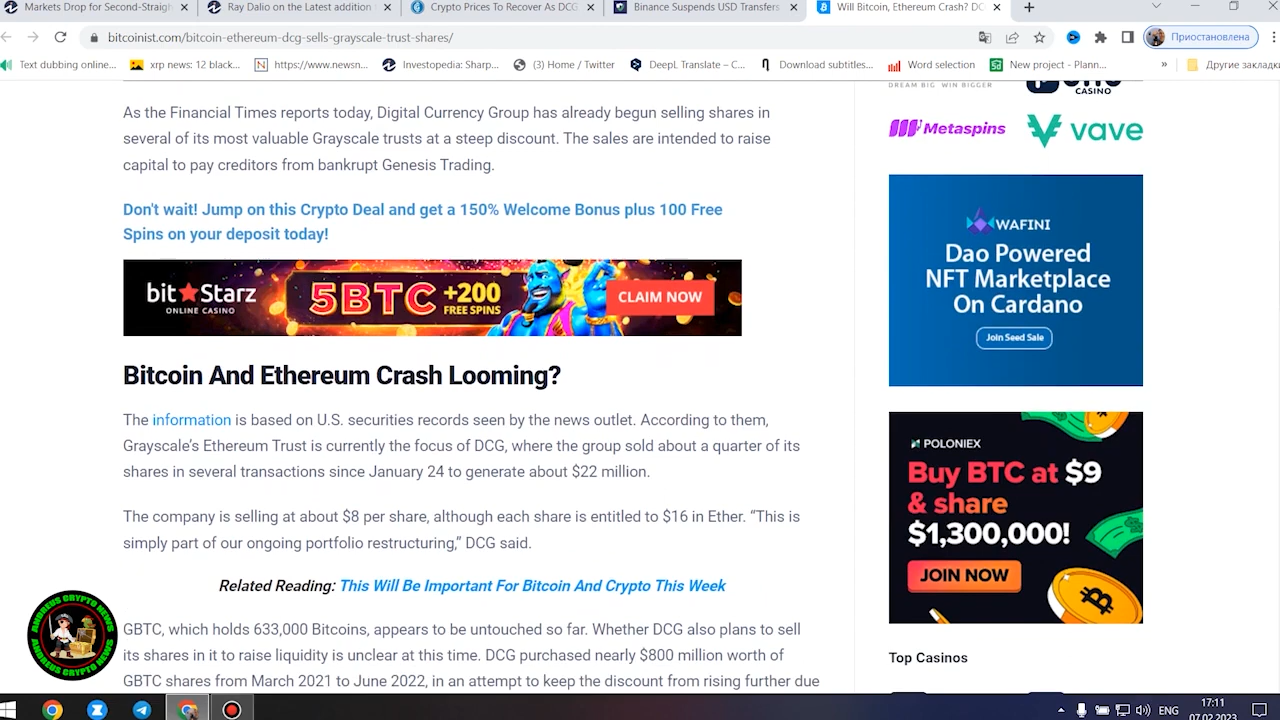 Markets Drop for Second-Straigh
Ray Dalio on the Latest addition
Crypto Prices To Recover As DCG
Binance Suspends USD Transfers
Will Bitcoin, Ethereum Crash? DC
bitcoinist.com/bitcoin-ethereum-dcg-sells-grayscale-trust-shares/
Приостановлена
Text dubbing online...
xrp news: 12 black...
https://www.newsn...
Investopedia: Sharp...
(3) Home / Twitter
DeepL Translate – C...
Download subtitles...
Word selection
New project - Plann...
»
Другие закладки
As the Financial Times reports today, Digital Currency Group has already begun selling shares in
several of its most valuable Grayscale trusts at a steep discount. The sales are intended to raise
capital to pay creditors from bankrupt Genesis Trading.
Don't wait! Jump on this Crypto Deal and get a 150% Welcome Bonus plus 100 Free
Spins on your deposit today!
bitStarz
ONLINE CASINO
5BTC
+200
FREE SPINS
CLAIM NOW
Bitcoin And Ethereum Crash Looming?
The information is based on U.S. securities records seen by the news outlet. According to them,
Grayscale's Ethereum Trust is currently the focus of DCG, where the group sold about a quarter of its
shares in several transactions since January 24 to generate about $22 million.
The company is selling at about $8 per share, although each share is entitled to $16 in Ether. “This is
simply part of our ongoing portfolio restructuring,” DCG said.
Related Reading: This Will Be Important For Bitcoin And Crypto This Week
GBTC, which holds 633,000 Bitcoins, appears to be untouched so far. Whether DCG also plans to sell
its shares in it to raise liquidity is unclear at this time. DCG purchased nearly $800 million worth of
GBTC shares from March 2021 to June 2022, in an attempt to keep the discount from rising further due
DREAM BIG WIN BIGGER
CASINO
Metaspins
vave
WAFINI
Dao Powered
NFT Marketplace
On Cardano
Join Seed Sale
POLONIEX
Buy BTC at $9
& share
$1,300,000!
JOIN NOW
Top Casinos
ANDREUS CRYPTO NEWS
ANDREUS CRYPTO NEWS
ENG
17:11
07.02.2023